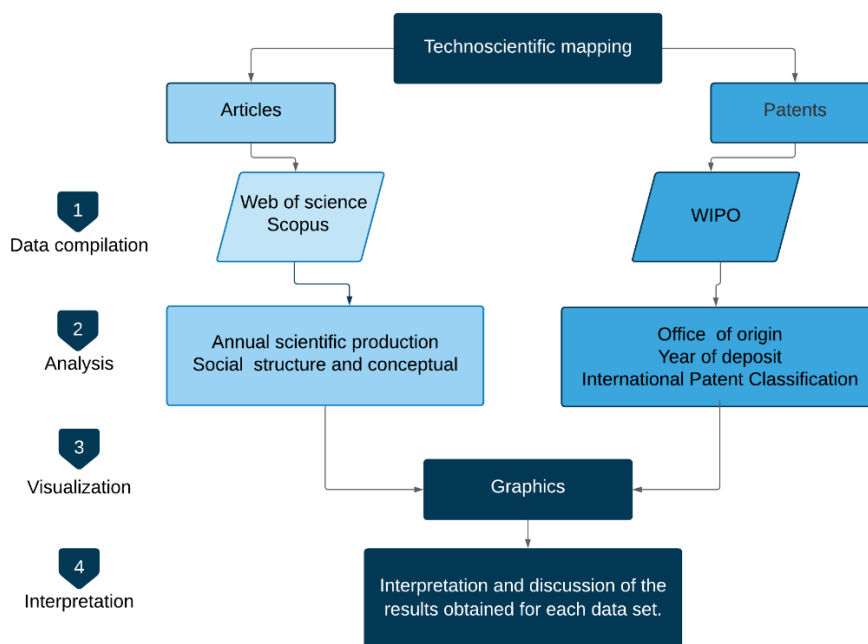 Technoscientific mapping
Articles
Patents
1
Data compilation
Web of science
Scopus
WIPO
2
Analysis
Annual scientific production
Social structure and conceptual
Office of origin
Year of deposit
International Patent Classification
3
Visualization
Graphics
4
Interpretation
Interpretation and discussion of the
results obtained for each data set.